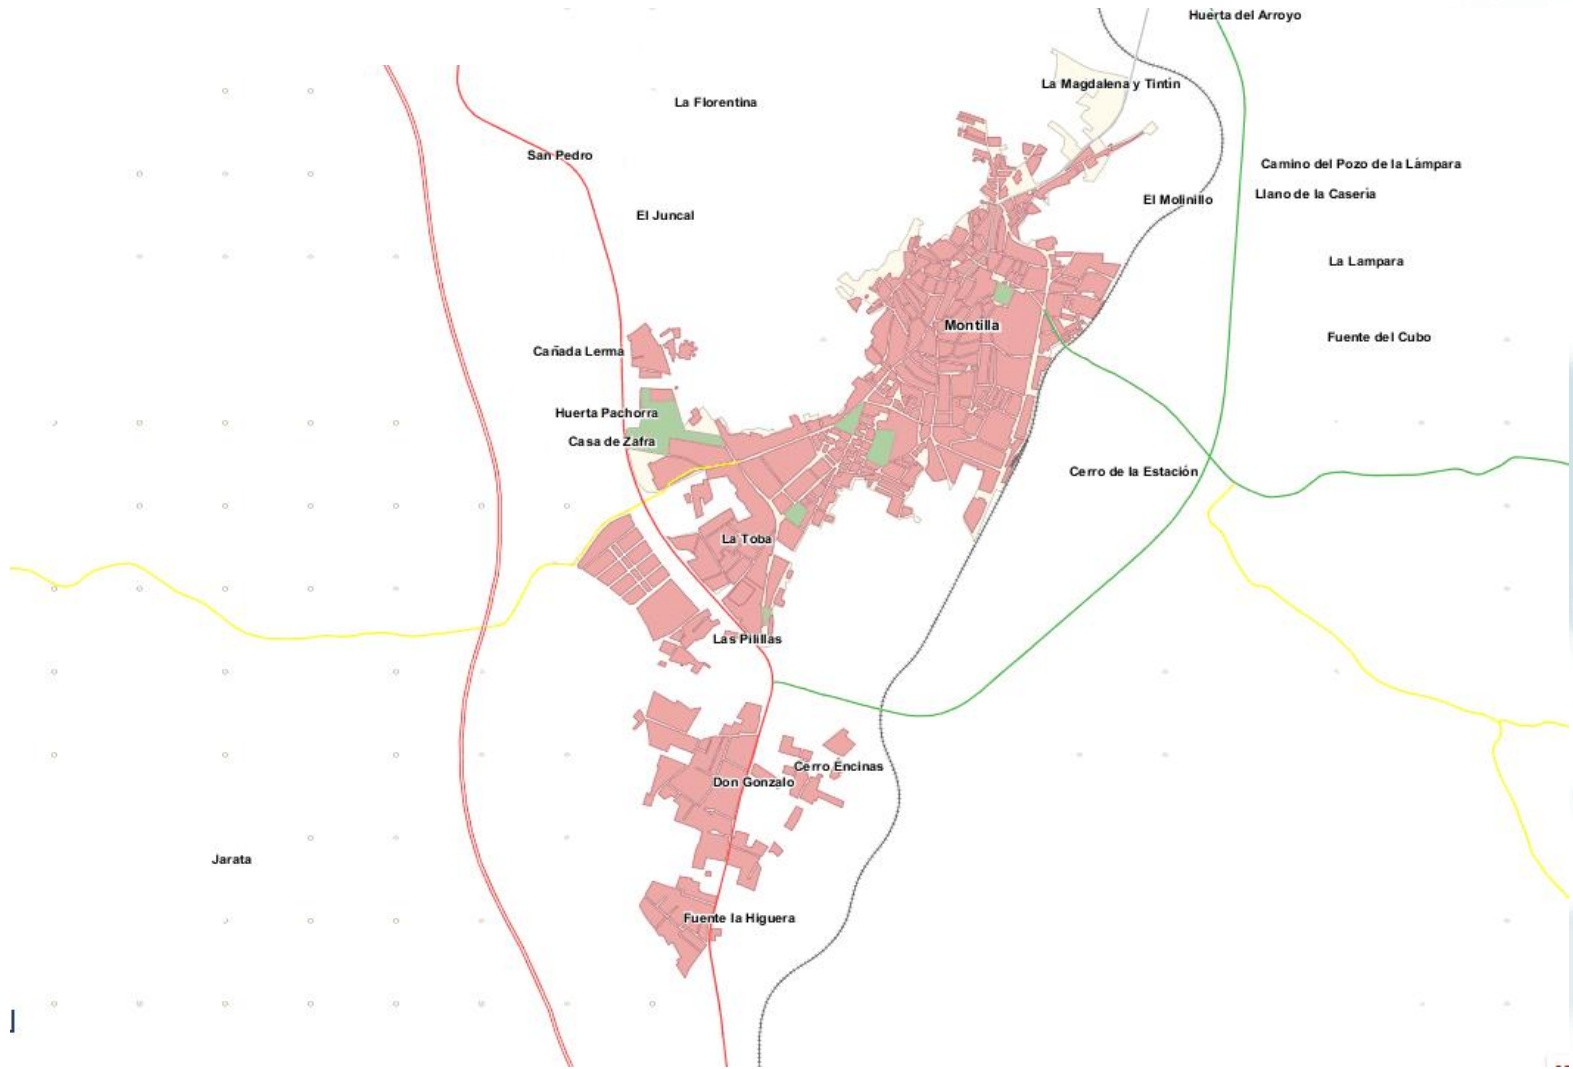 Huerta del Arroyo
La Magdalena y Tintin
La Florentina
San Pedro
Camino del Pozo de la Lámpara
El Molinillo
Llano de la Caseria
El Juncal
La Lampara
Montilla
Fuente del Cubo
Cañada Lerma
Huerta Pachorra
Casa de Zafra
Cerro de la Estación
La Toba
Las Pilillas
Cerro Encinas
Don Gonzalo
Jarata
Fuente la Higuera